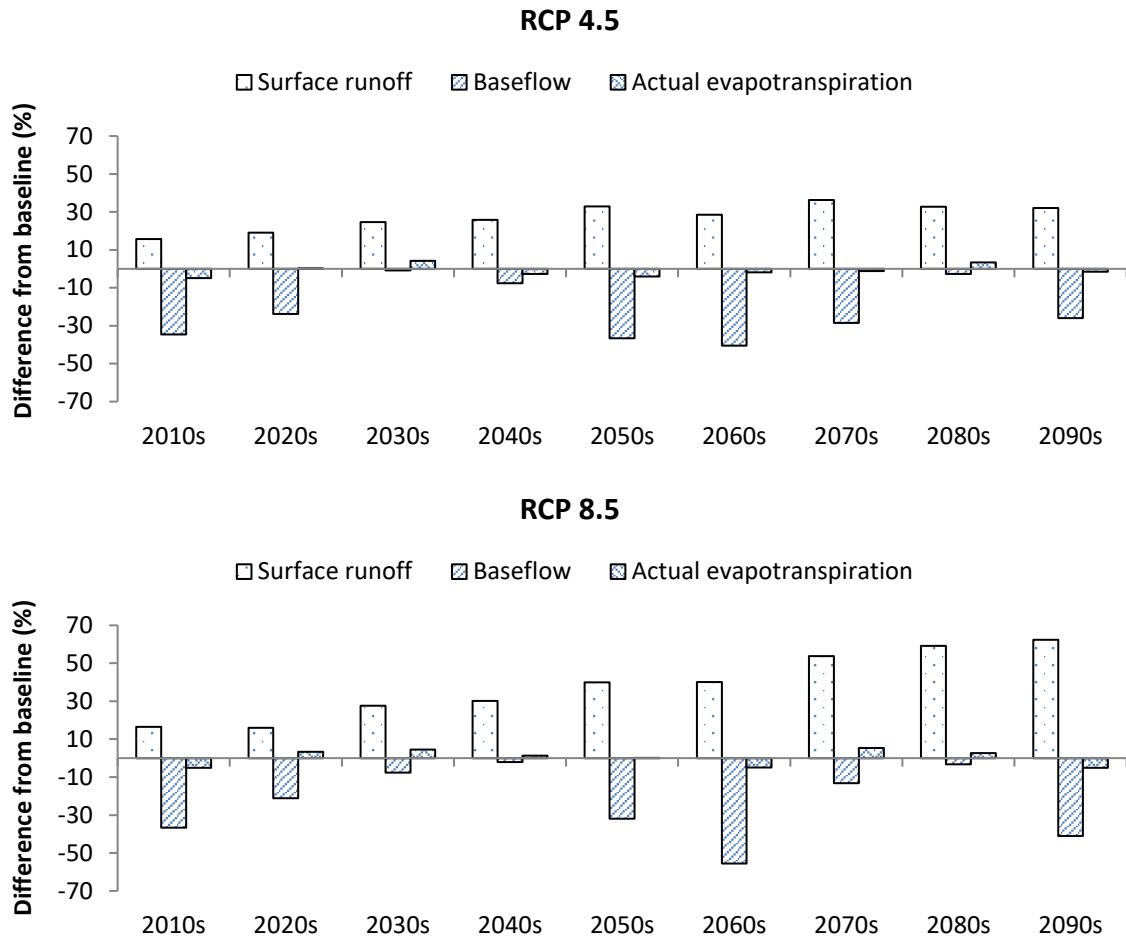 RCP 4.5
Surface runoff Baseflow Actual evapotranspiration
Difference from baseline (%)
70
50
30
10
-10
-30
-50
-70
2010s 2020s 2030s 2040s 2050s 2060s 2070s 2080s 2090s
RCP 8.5
Surface runoff Baseflow Actual evapotranspiration
Difference from baseline (%)
70
50
30
10
-10
-30
-50
-70
2010s 2020s 2030s 2040s 2050s 2060s 2070s 2080s 2090s